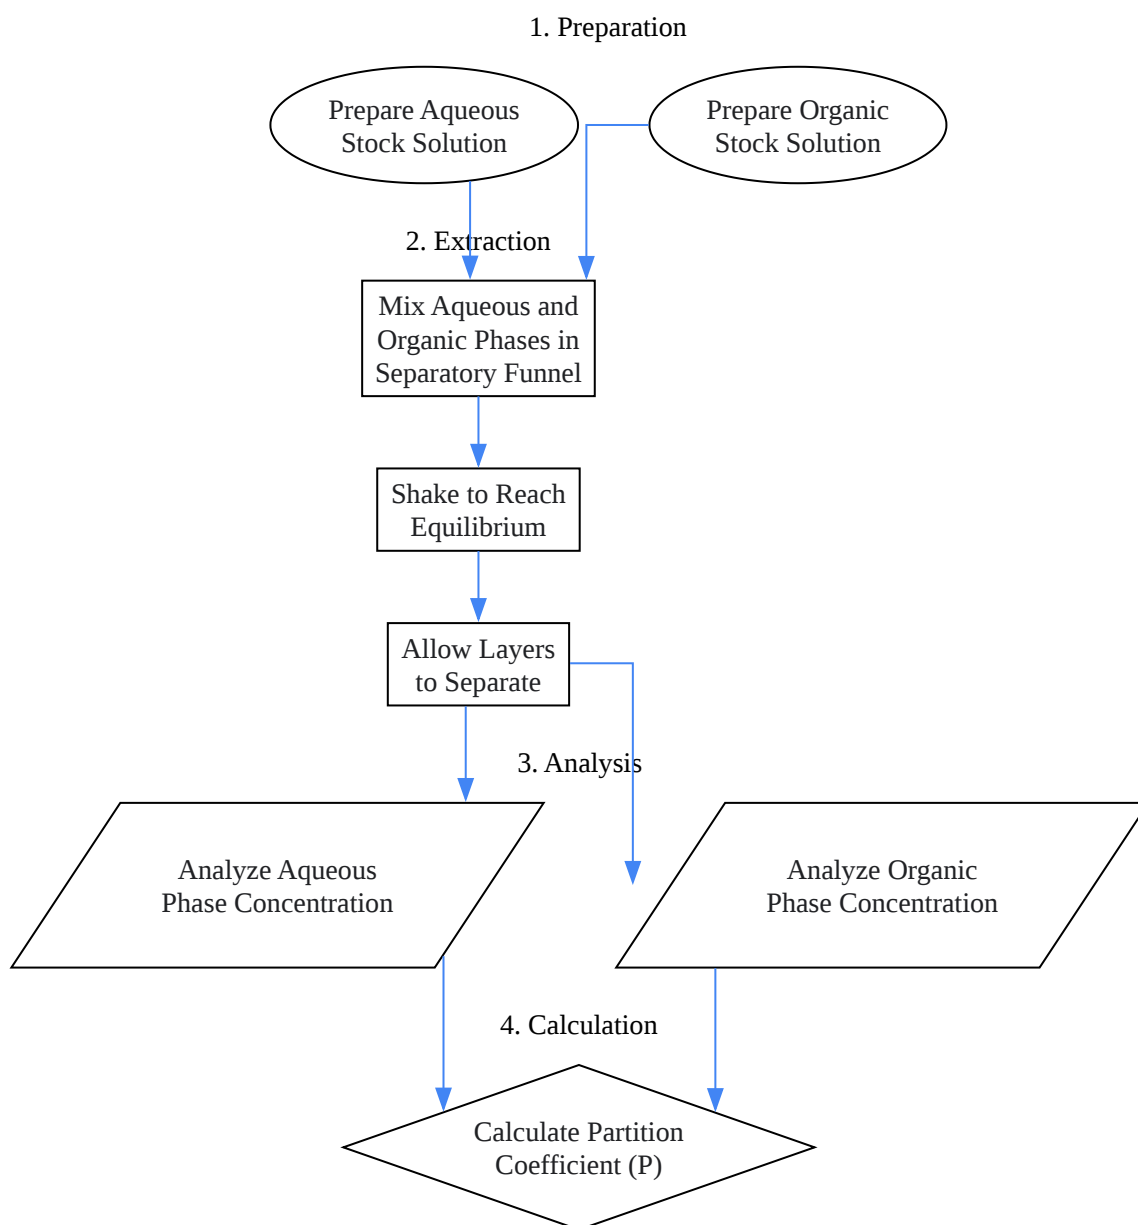 1. Preparation
Prepare Aqueous
Stock Solution
Prepare Organic
Stock Solution
2. Extraction
Mix Aqueous and
Organic Phases in
Separatory Funnel
Shake to Reach
Equilibrium
Allow Layers
to Separate
3. Analysis
Analyze Aqueous
Phase Concentration
Analyze Organic
Phase Concentration
4. Calculation
Calculate Partition
Coefficient (P)